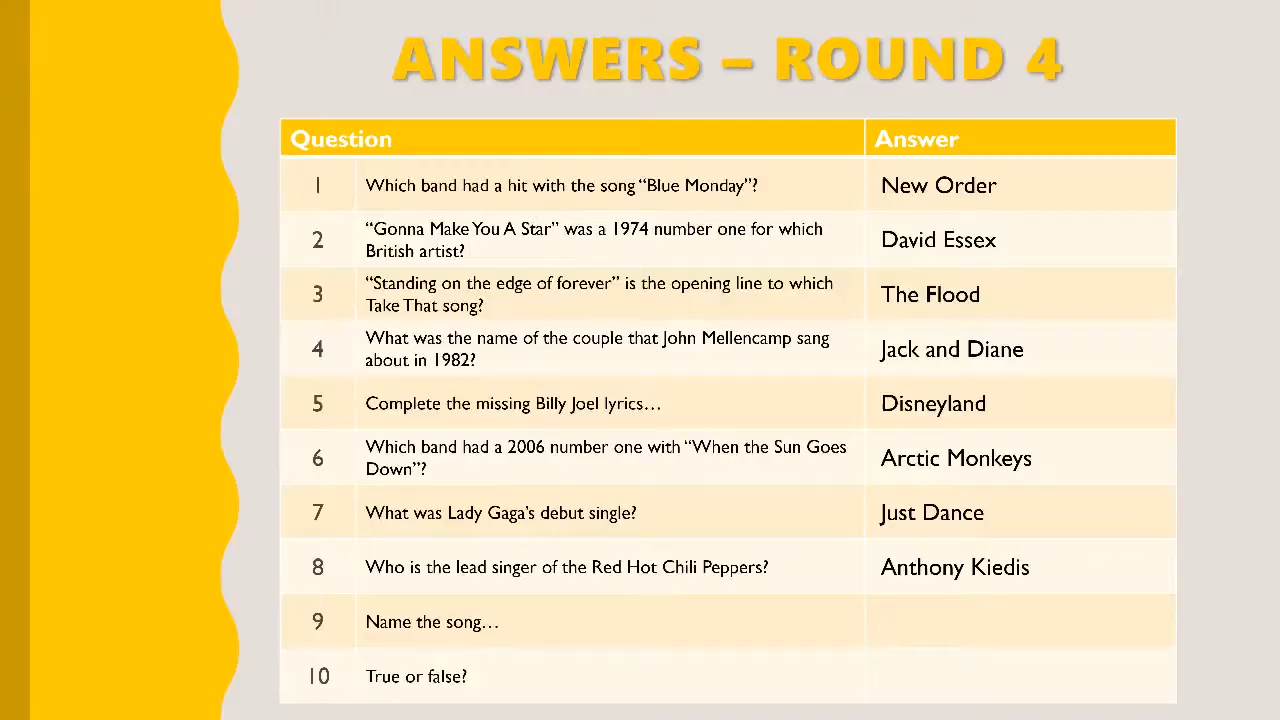 ANSWERS – ROUND 4
Question Answer
1 Which band had a hit with the song “Blue Monday”? New Order
2 “Gonna Make You A Star” was a 1974 number one for which
British artist? David Essex
3 “Standing on the edge of forever” is the opening line to which
Take That song? The Flood
4 What was the name of the couple that John Mellencamp sang
about in 1982? Jack and Diane
5 Complete the missing Billy Joel lyrics… Disneyland
6 Which band had a 2006 number one with “When the Sun Goes
Down”? Arctic Monkeys
7 What was Lady Gaga’s debut single? Just Dance
8 Who is the lead singer of the Red Hot Chili Peppers? Anthony Kiedis
9 Name the song…
10 True or false?